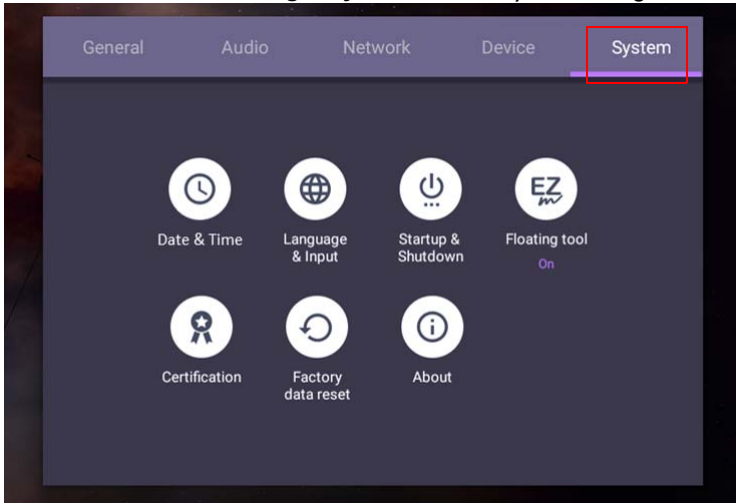 General Audio Network Device System
Date & Time Language & Input Startup & Shutdown EZ Floating tool On
Certification Factory data reset About